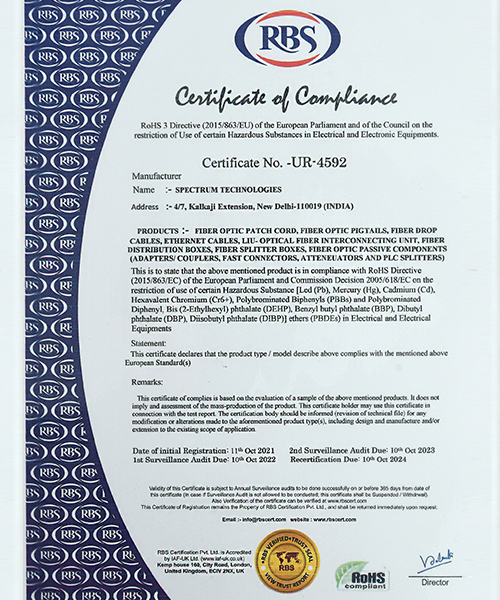 RBS
Certificate of Compliance
RoHS 3 Directive (2015/863/EU) of the European Parliament and of the Council on the
restriction of Use of certain Hazardous Substances in Electrical and Electronic Equipments.
Certificate No. -UR-4592
Manufacturer
Name :- SPECTRUM TECHNOLOGIES
Address :- 4/7, Kalkaji Extension, New Delhi-110019 (INDIA)
PRODUCTS :- FIBER OPTIC PATCH CORD, FIBER OPTIC PIGTAILS, FIBER DROP
CABLES, ETHERNET CABLES, LIU- OPTICAL FIBER INTERCONNECTING UNIT, FIBER
DISTRIBUTION BOXES, FIBER SPLITTER BOXES, FIBER OPTIC PASSIVE COMPONENTS
(ADAPTERS/ COUPLERS, FAST CONNECTORS, ATTENEUATORS AND PLC SPLITTERS)
This is to state that the above mentioned product is in compliance with RoHS Directive
(2015/863/EC) of the European Parliament and Commission Decision 2005/618/EC on the
restriction of use of certain Hazardous Substance [Led (Pb), Mercury (Hg), Cadmium (Cd),
Hexavalent Chromium (Cr6+), Polybrominated Biphenyls (PBBs) and Polybrominated
Diphenyl, Bis (2-Ethylhexyl) phthalate (DEHP), Benzyl butyl phthalate (BBP), Dibutyl
phthalate (DBP), Diisobutyl phthalate (DIBP)] ethers (PBDEs) in Electrical and Electrical
Equipments
Statement:
This certificate declares that the product type / model describe above complies with the mentioned above
European Standard(s)
Remarks:
This certificate of complies is based on the evaluation of a sample of the above mentioned products. It does not
imply and assessment of the mass-production of the product. This certificate holder may use this certificate in
connection with the test report. The certification body should be informed (revision of technical file) for any
modification or alterations made to the aforementioned product type(s), including design and manufacture and/or
extension to the existing scope of application.
Date of initial Registration: 11th Oct 2021 2nd Surveillance Audit Due: 10th Oct 2023
1st Surveillance Audit Due: 10th Oct 2022 Recertification Due: 10th Oct 2024
Validity of this Certificate is subject to Annual Surveillance audits to be done successfully on or before 365 days from date of
this certificate (in case if Surveillance Audit is not allowed to be conducted; this certificate shall be Suspended / Withdrawal).
Also Verification of the certificate can be verified at www.rbscert.com
This Certificate of Registration remains the Property of RBS Certification Pvt. Ltd., and shall be returned immediately upon request.
Email :- info@rbscert.com website : www.rbscert.com
RBS Certification Pvt. Ltd. is Accredited
by IAF-UK Ltd. (www.iaf-uk.co.uk)
Kemp house 160, City Road, London,
United Kingdom, EC1V 2NX, UK
RBS VERIFIED TRUST SEAL
RBS
VIEW TRUST REPORT
RoHS
compliant
Director